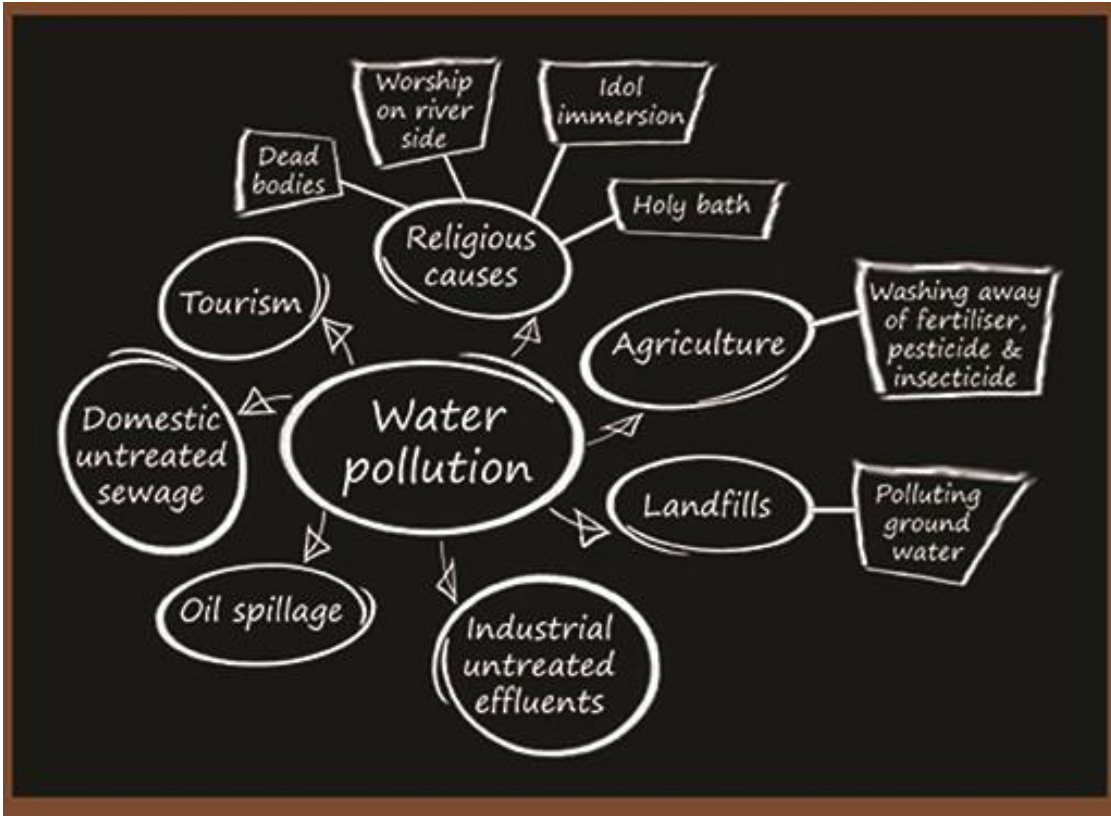 Worship
on river
side
Idol
immersion
Dead
bodies
Holy bath
Religious
causes
Tourism
Agriculture
Washing away
of fertiliser,
pesticide &
insecticide
Water
pollution
Domestic
untreated
sewage
Landfills
Polluting
ground
water
Oil spillage
Industrial
untreated
effluents